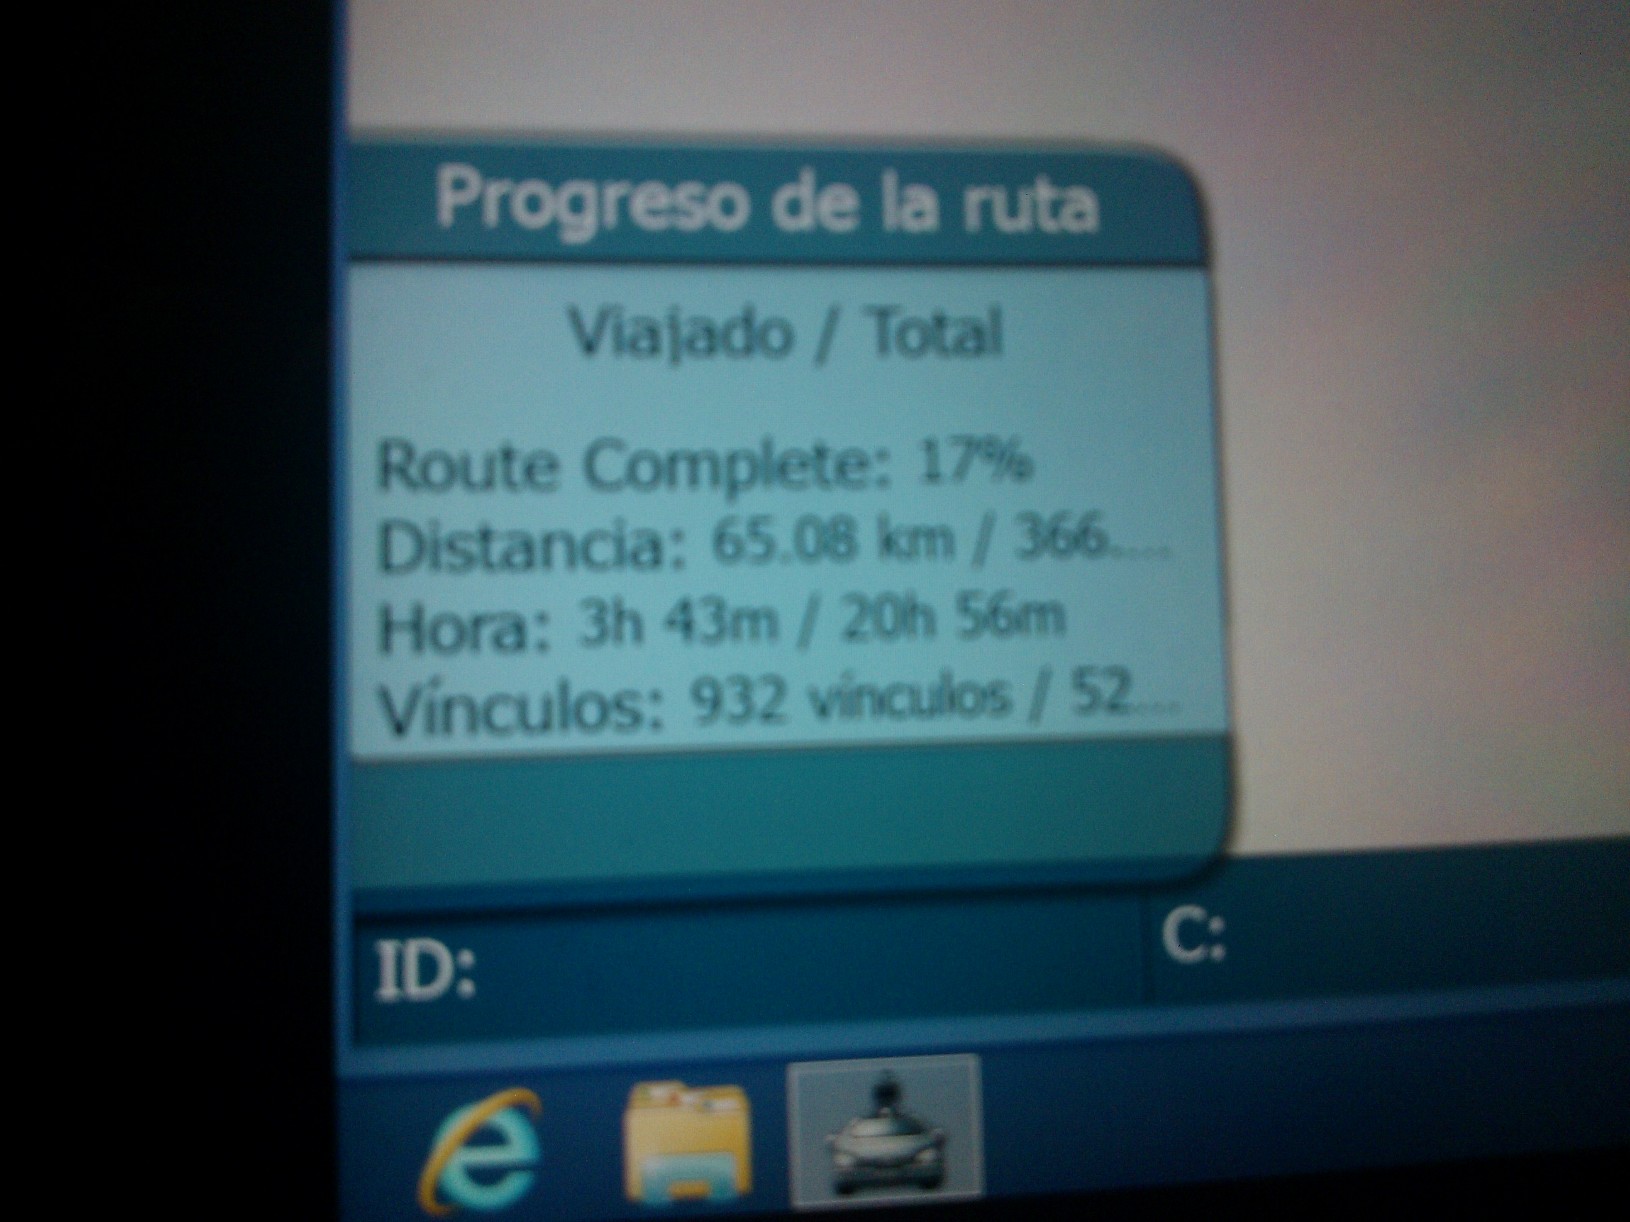 Progreso de la ruta
Viajado / Total
Route Complete: 17%
Distancia: 65.08 km / 366....
Hora: 3h 43m / 20h 56m
Vínculos: 932 vínculos / 52...
ID:
C: